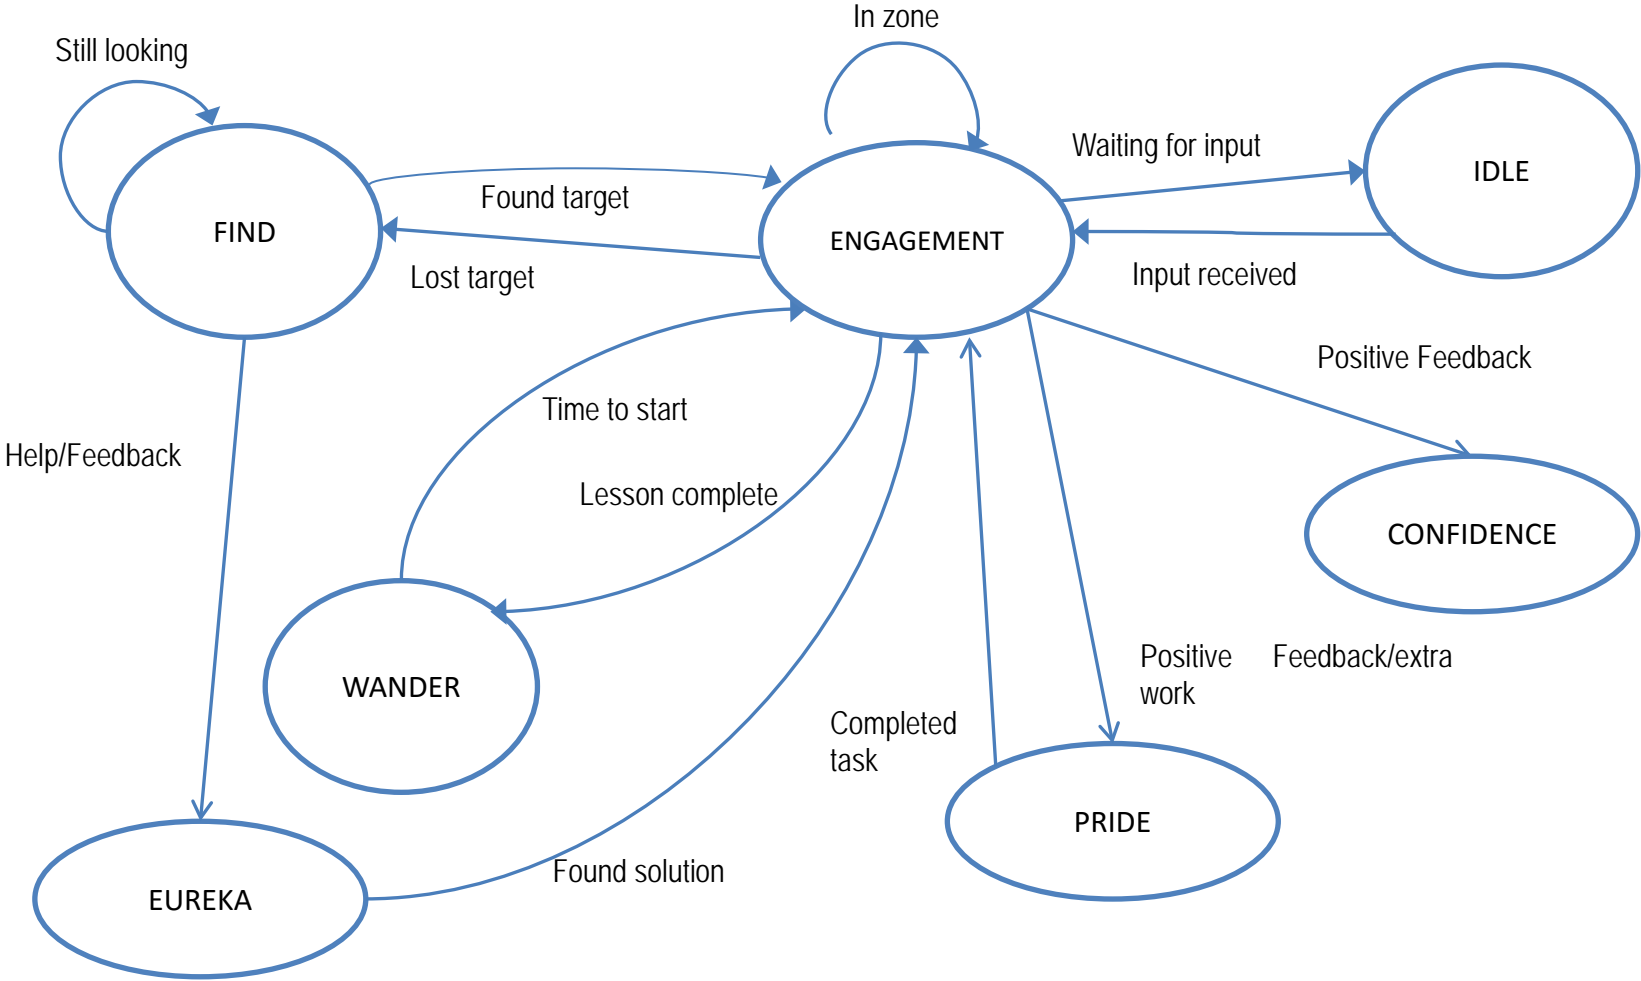 In zone
Still looking
Waiting for input
IDLE
Found target
FIND
ENGAGEMENT
Lost target
Input received
Positive Feedback
Time to start
Help/Feedback
Lesson complete
CONFIDENCE
Positive Feedback/extra
work
WANDER
Completed
task
PRIDE
Found solution
EUREKA